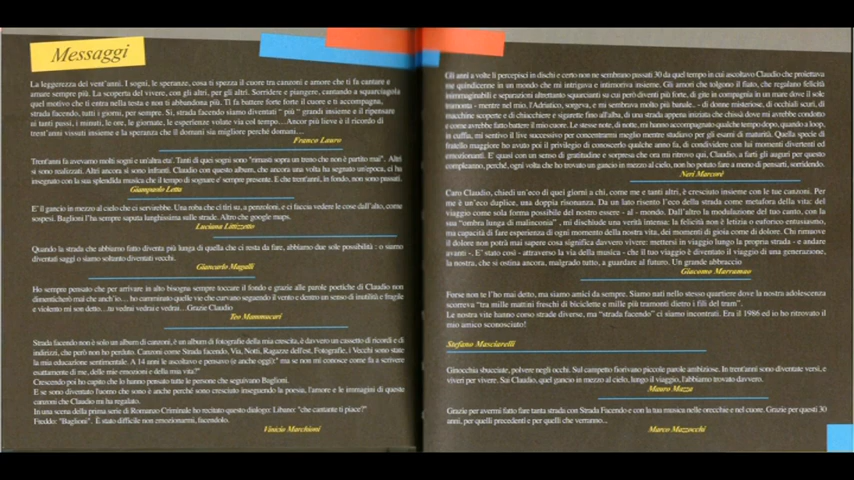 Messaggi
La leggerezza dei vent'anni. I sogni, le speranze, cosa ti spezza il cuore tra canzoni e amore che ti fa cantare e
amare sempre più. La scoperta del vivere, con gli altri, per gli altri. Sorridere e piangere, cantando a squarciagola
quel motivo che ti entra nella testa e non ti abbandona più. Ti fa battere forte forte il cuore e ti accompagna,
strada facendo, tutti i giorni, per sempre. Sì, strada facendo siamo diventati " più " grandi insieme e il ripensare
ai tanti passi, i minuti, le ore, le giornate, le esperienze volate via col tempo… Ancor più lieve è il ricordo di
trent'anni vissuti insieme e la speranza che il domani sia migliore perché domani…
Franco Lauro
Trent'anni fa avevamo molti sogni e un'altra eta'. Tanti di quei sogni sono "rimasti sopra un treno che non è partito mai". Altri
si sono realizzati. Altri ancora si sono infranti. Claudio con questo album, che ancora una volta ha segnato un'epoca, ci ha
insegnato con la sua splendida musica che il tempo di sognare e' sempre presente. E che trent'anni, in fondo, non sono passati.
Gianpaolo Letta
E' il gancio in mezzo al cielo che ci servirebbe. Una roba che ci tiri su, a penzoloni, e ci faccia vedere le cose dall'alto, come
sospesi. Baglioni l'ha sempre saputa lunghissima sulle strade. Altro che google maps.
Luciana Littizzetto
Quando la strada che abbiamo fatto diventa più lunga di quella che ci resta da fare, abbiamo due sole possibilità : o siamo
diventati saggi o siamo soltanto diventati vecchi.
Giancarlo Magalli
Ho sempre pensato che per arrivare in alto bisogna sempre toccare il fondo e grazie alle parole poetiche di Claudio non
dimenticherò mai che anch'io… ho camminato quelle vie che curvano seguendo il vento e dentro un senso di inutilità e fragile
e violento mi son detto…tu vedrai vedrai e vedrai…Grazie Claudio
Teo Mammucari
Strada facendo non è solo un album di canzoni, è un album di fotografie della mia crescita, è davvero un cassetto di ricordi e di
indirizzi, che però non ho perduto. Canzoni come Strada facendo, Via, Notti, Ragazze dell'est, Fotografie, i Vecchi sono state
la mia educazione sentimentale. A 14 anni le ascoltavo e pensavo (e anche oggi):" ma se non mi conosce come fa a scrivere
esattamente di me, delle mie emozioni e della mia vita?"
Crescendo poi ho capito che lo hanno pensato tutte le persone che seguivano Baglioni.
E se sono diventato l'uomo che sono è anche perché sono cresciuto inseguendo la poesia, l'amore e le immagini di queste
canzoni che Claudio mi ha regalato.
In una scena della prima serie di Romanzo Criminale ho recitato questo dialogo: Libano: "che cantante ti piace?"
Freddo: "Baglioni". È stato difficile non emozionarmi, facendolo.
Vinicio Marchioni
Gli anni a volte li percepisci in dischi e certo non ne sembrano passati 30 da quel tempo in cui ascoltavo Claudio che proiettava
me quindicenne in un mondo che mi intrigava e intimoriva insieme. Gli amori che tolgono il fiato, che regalano felicità
inimmaginabili e separazioni altrettanto squarcianti su cui però diventi più forte, di gite in compagnia in un mare dove il sole
tramonta - mentre nel mio, l'Adriatico, sorgeva, e mi sembrava molto più banale.. - di donne misteriose, di occhiali scuri, di
macchine scoperte e di chiacchiere e sigarette fino all'alba, di una strada appena iniziata che chissà dove mi avrebbe condotto
e come avrebbe fatto battere il mio cuore. Le stesse note, di notte, mi hanno accompagnato qualche tempo dopo, quando a loop,
in cuffia, mi sentivo il live successivo per concentrarmi meglio mentre studiavo per gli esami di maturità. Quella specie di
fratello maggiore ho avuto poi il privilegio di conoscerlo qualche anno fa, di condividere con lui momenti divertenti ed
emozionanti. E' quasi con un senso di gratitudine e sorpresa che ora mi ritrovo qui, Claudio, a farti gli auguri per questo
compleanno, perché, ogni volta che ho trovato un gancio in mezzo al cielo, non ho potuto fare a meno di pensarti, sorridendo.
Neri Marcorè
Caro Claudio, chiedi un'eco di quei giorni a chi, come me e tanti altri, è cresciuto insieme con le tue canzoni. Per
me è un'eco duplice, una doppia risonanza. Da un lato risento l'eco della strada come metafora della vita: del
viaggio come sola forma possibile del nostro essere - al - mondo. Dall'altro la modulazione del tuo canto, con la
sua "ombra lunga di malinconia" , mi dischiude una verità intensa: la felicità non è letizia o euforico entusiasmo,
ma capacità di fare esperienza di ogni momento della nostra vita, dei momenti di gioia come di dolore. Chi rimuove
il dolore non potrà mai sapere cosa significa davvero vivere: mettersi in viaggio lungo la propria strada - e andare
avanti -. E' stato così - attraverso la via della musica - che il tuo viaggio è diventato il viaggio di una generazione,
la nostra, che si ostina ancora, malgrado tutto, a guardare al futuro. Un grande abbraccio
Giacomo Marramao
Forse non te l'ho mai detto, ma siamo amici da sempre. Siamo nati nello stesso quartiere dove la nostra adolescenza
scorreva "tra mille mattini freschi di biciclette e mille più tramonti dietro i fili del tram".
Le nostra vite hanno corso strade diverse, ma "strada facendo" ci siamo incontrati. Era il 1986 ed io ho ritrovato il
mio amico sconosciuto!
Stefano Masciarelli
Ginocchia sbucciate, polvere negli occhi. Sul campetto fiorivano piccole parole ambiziose. In trent'anni sono diventate versi, e
viveri per vivere. Sai Claudio, quel gancio in mezzo al cielo, lungo il viaggio, l'abbiamo trovato davvero.
Mauro Mazza
Grazie per avermi fatto fare tanta strada con Strada Facendo e con la tua musica nelle orecchie e nel cuore. Grazie per questi 30
anni, per quelli precedenti e per quelli che verranno...
Marco Mazzocchi